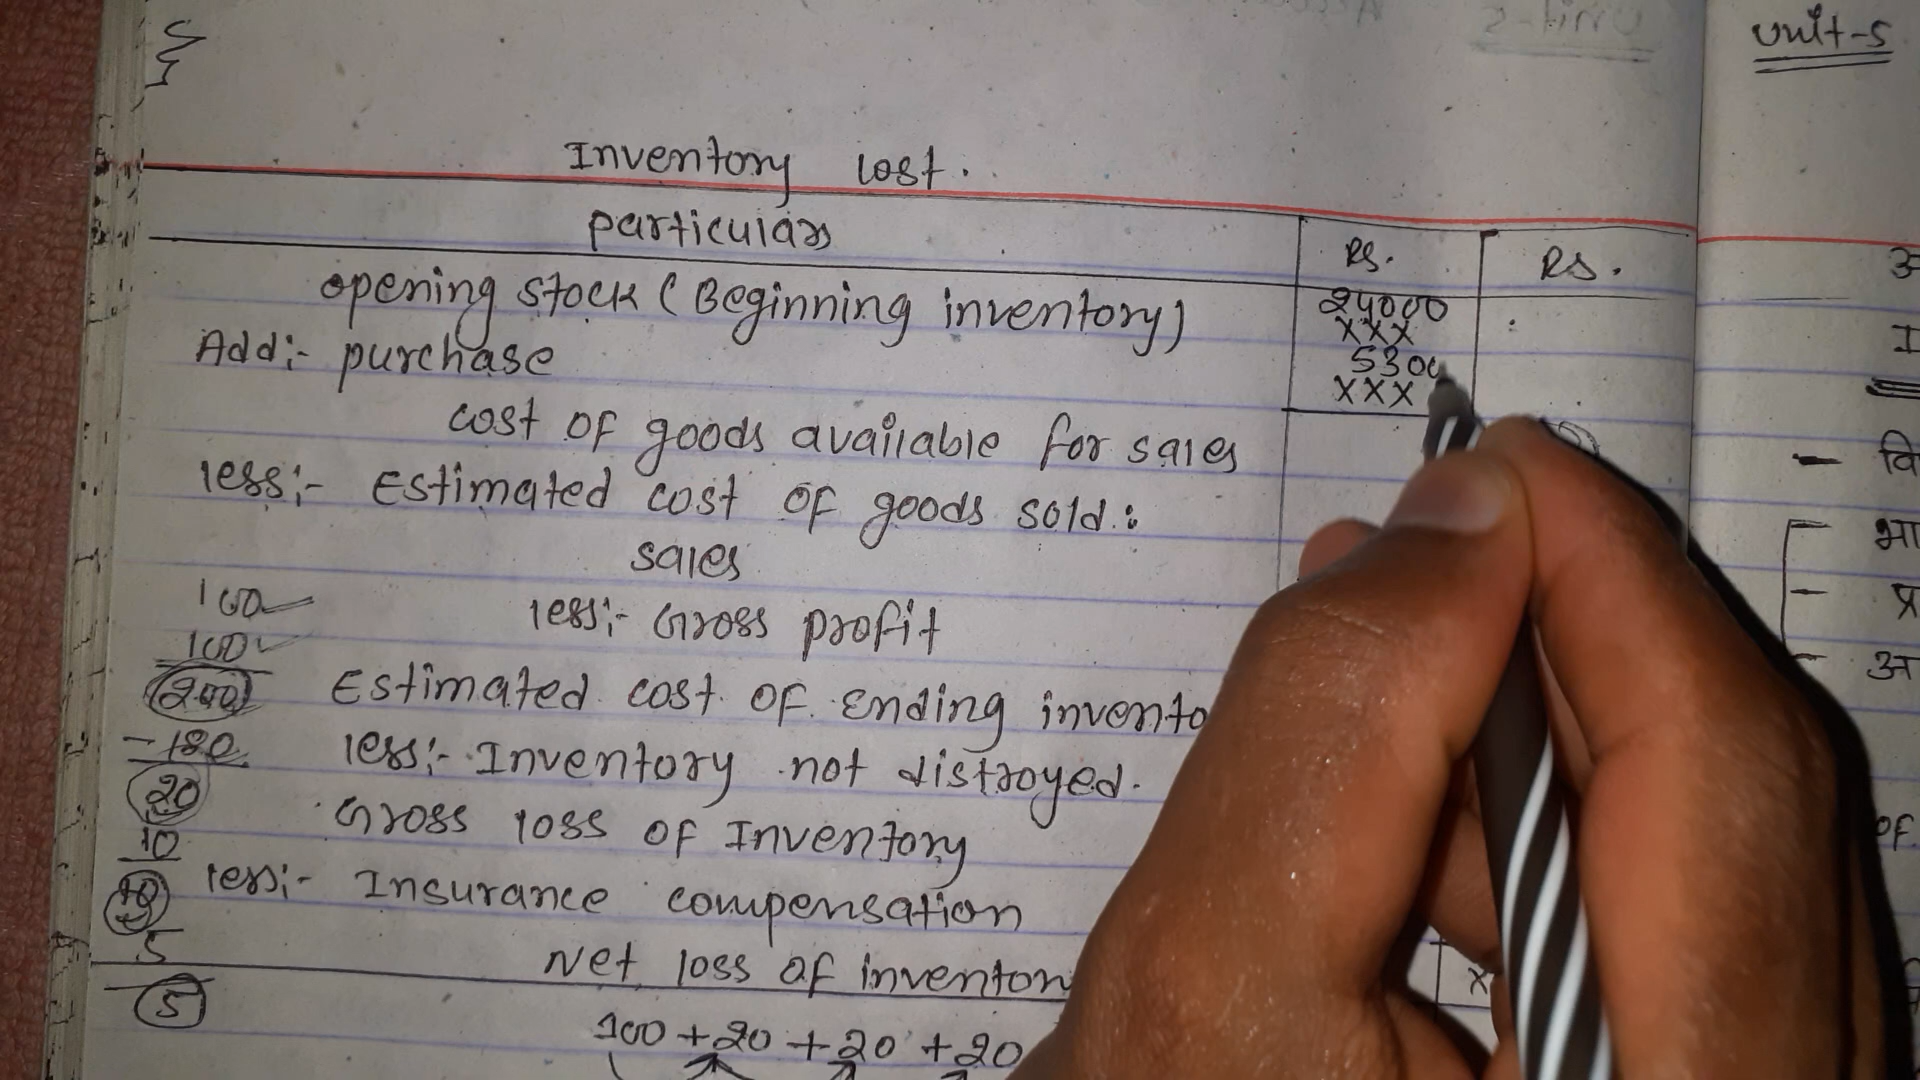 unit-5
Inventory cost.
particulars RS. RS.
opening stock (Beginning inventory) 24000
XXX
Add:- purchase 5300
XXX
cost of goods available for sales
less:- Estimated cost of goods sold :
sales
100
less:- Gross profit
100
200 Estimated cost of ending invento
-180 less:- Inventory not distroyed.
20 Gross loss of Inventory
10
less:- Insurance compensation
5 Net loss of inventory X
5
100 + 20 + 20 + 20
वि
भा
प्र
of